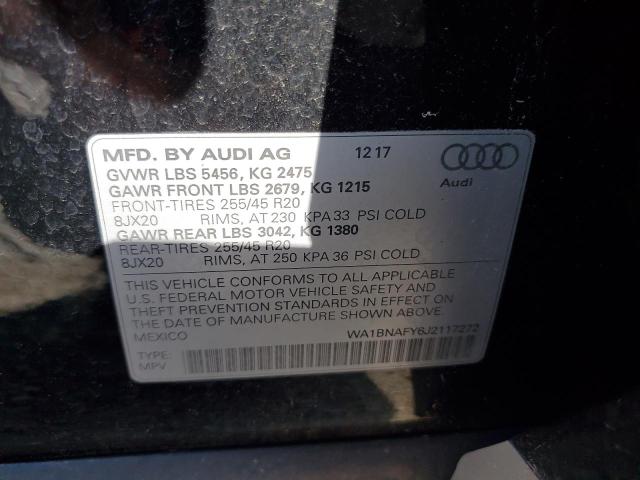 MFD. BY AUDI AG 12 17
GVWR LBS 5456, KG 2475
GAWR FRONT LBS 2679, KG 1215
FRONT-TIRES 255/45 R20
8JX20 RIMS, AT 230 KPA 33 PSI COLD
GAWR REAR LBS 3042, KG 1380
REAR-TIRES 255/45 R20
8JX20 RIMS, AT 250 KPA 36 PSI COLD
Audi
THIS VEHICLE CONFORMS TO ALL APPLICABLE
U.S. FEDERAL MOTOR VEHICLE SAFETY AND
THEFT PREVENTION STANDARDS IN EFFECT ON
THE DATE OF MANUFACTURE SHOWN ABOVE.
MEXICO WA1BNAFY6J2117272
TYPE:
MPV